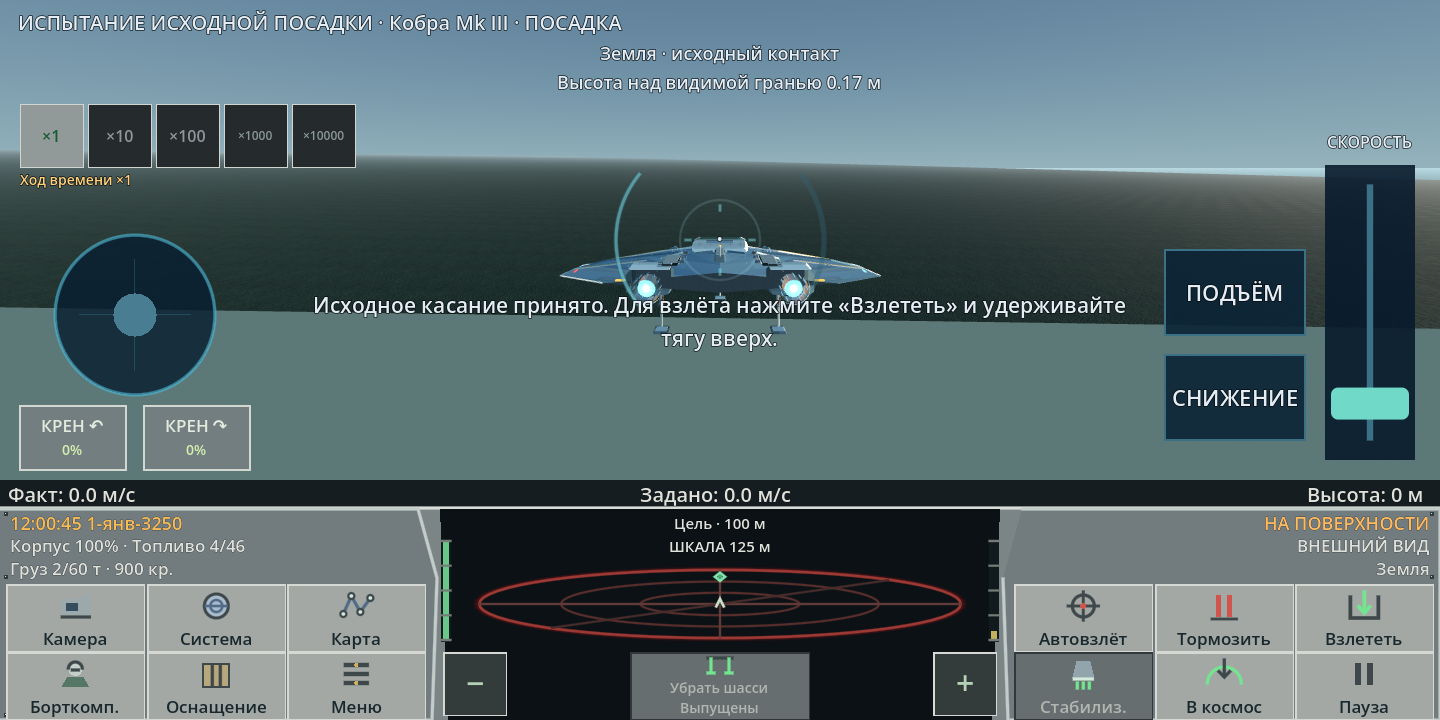 ИСПЫТАНИЕ ИСХОДНОЙ ПОСАДКИ · Кобра Mk III · ПОСАДКА
Земля · исходный контакт
Высота над видимой гранью 0.17 м
×1 ×10 ×100 ×1000 ×10000
Ход времени ×1
СКОРОСТЬ
ПОДЪЁМ
Исходное касание принято. Для взлёта нажмите «Взлететь» и удерживайте
тягу вверх.
СНИЖЕНИЕ
КРЕН ↶ КРЕН ↷
0% 0%
Факт: 0.0 м/с Задано: 0.0 м/с Высота: 0 м
12:00:45 1-янв-3250
Корпус 100% · Топливо 4/46
Груз 2/60 т · 900 кр.
Цель · 100 м
ШКАЛА 125 м
НА ПОВЕРХНОСТИ
ВНЕШНИЙ ВИД
Земля
Камера Система Карта
Борткомп. Оснащение Меню
− +
Убрать шасси
Выпущены
Автовзлёт Тормозить Взлететь
Стабилиз. В космос Пауза